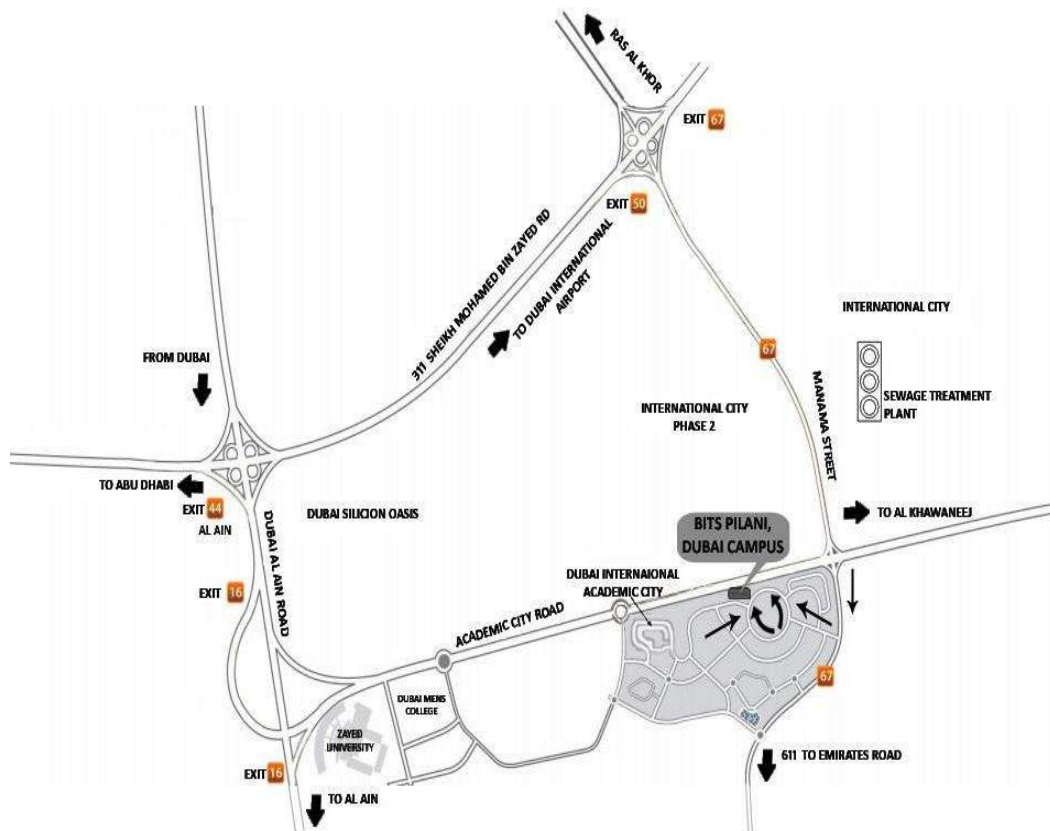 RAS AL KHOR
EXIT 67
EXIT 50
311 SHEIKH MOHAMED BIN ZAYED RD
TO DUBAI INTERNATIONAL
AIRPORT
INTERNATIONAL CITY
FROM DUBAI
67
SEWAGE TREATMENT
PLANT
INTERNATIONAL CITY
PHASE 2
MANAMA STREET
TO ABU DHABI
EXIT 44
AL AIN
DUBAI SILICION OASIS
TO AL KHAWANEEJ
BITS PILANI,
DUBAI CAMPUS
DUBAI AL AIN ROAD
DUBAI INTERNAIONAL
ACADEMIC CITY
EXIT 16
ACADEMIC CITY ROAD
67
DUBAI MENS
COLLEGE
ZAYED
UNIVERSITY
611 TO EMIRATES ROAD
EXIT 16
TO AL AIN